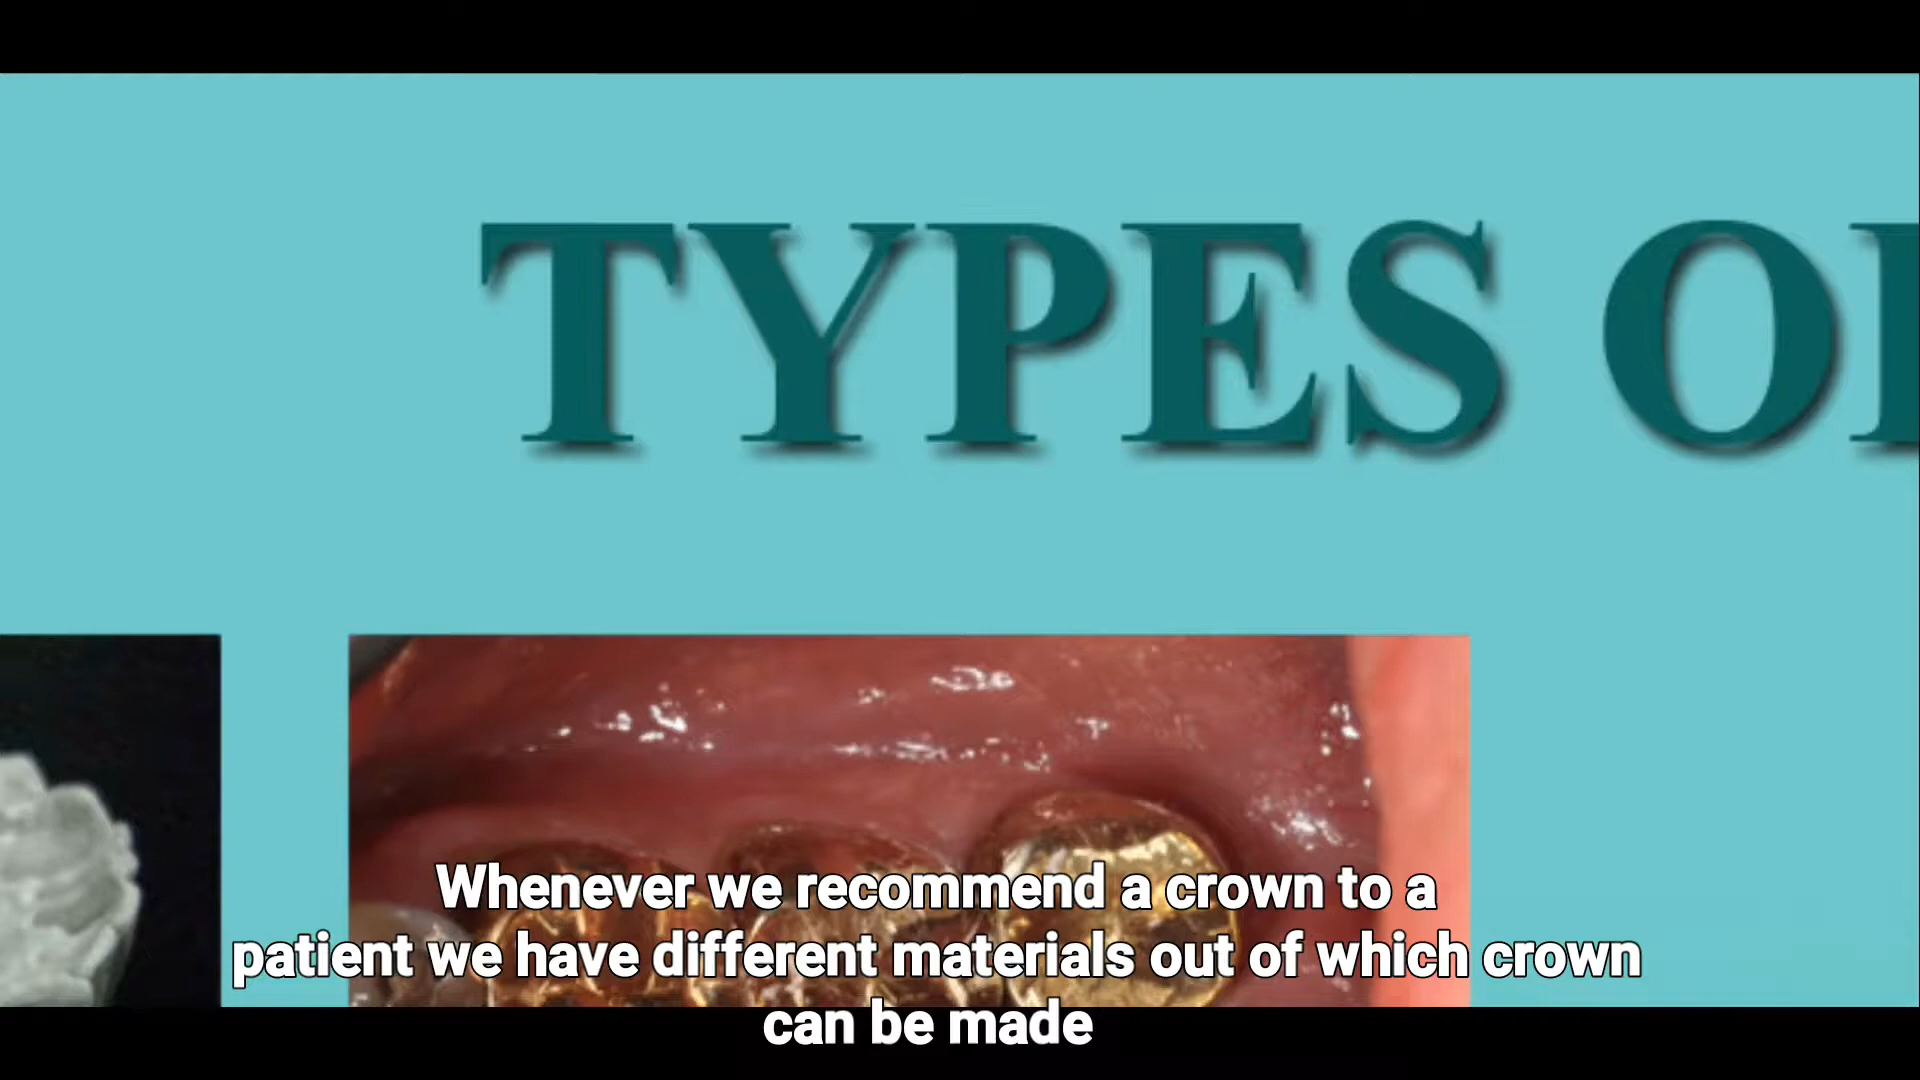 TYPES O
Whenever we recommend a crown to a
patient we have different materials out of which crown
can be made